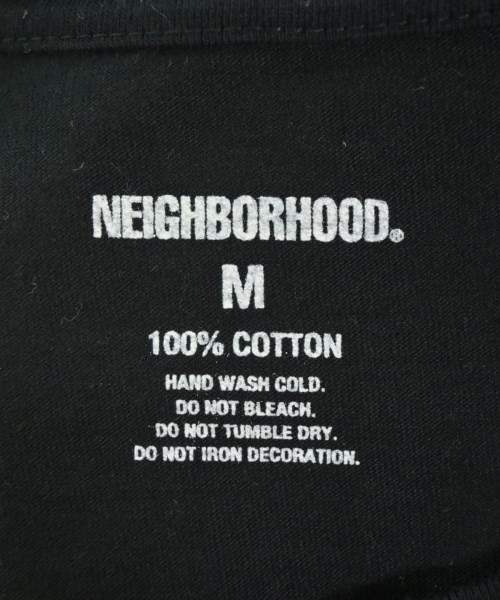 NEIGHBORHOOD®
M
100% COTTON
HAND WASH COLD.
DO NOT BLEACH.
DO NOT TUMBLE DRY.
DO NOT IRON DECORATION.